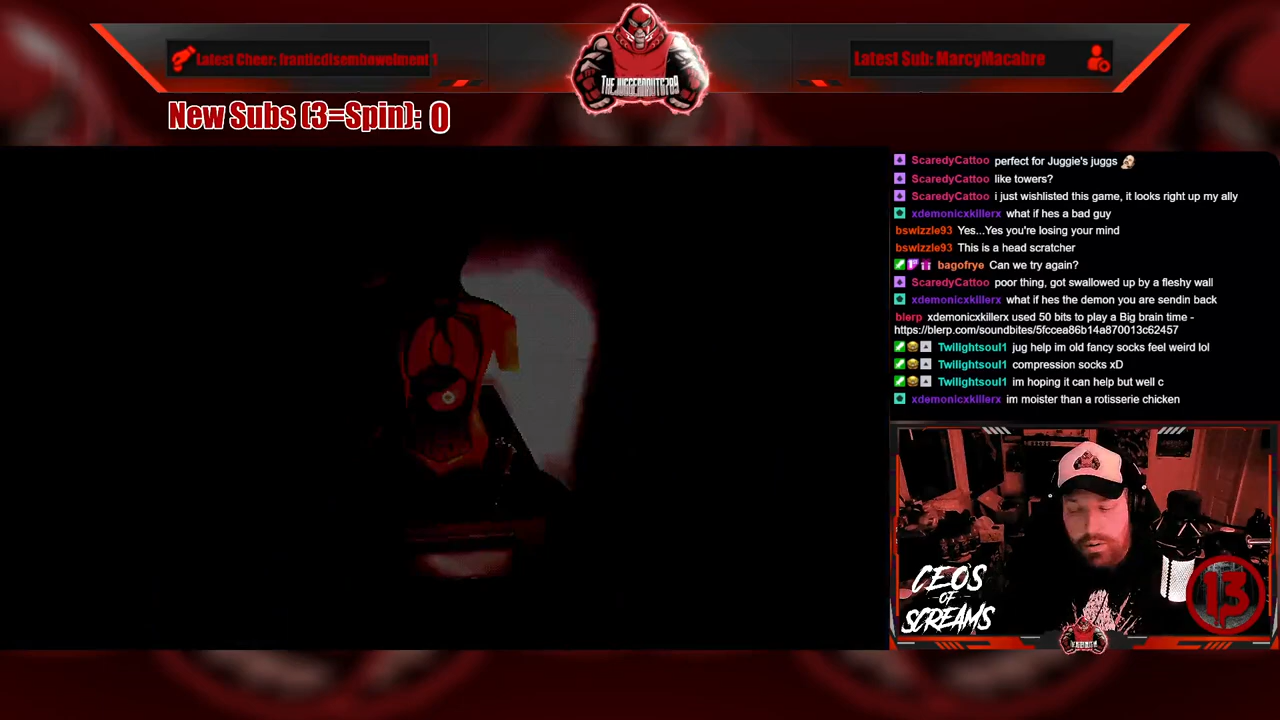 Latest Cheer: franticdisembowelment 1
THEJUGGERNAUT6789
Latest Sub: MarcyMacabre
New Subs (3=Spin): 0
ScaredyCattoo perfect for Juggie's juggs
ScaredyCattoo like towers?
ScaredyCattoo i just wishlisted this game, it looks right up my ally
xdemonicxkillerx what if hes a bad guy
bswizzle93 Yes...Yes you're losing your mind
bswizzle93 This is a head scratcher
bagofrye Can we try again?
ScaredyCattoo poor thing, got swallowed up by a fleshy wall
xdemonicxkillerx what if hes the demon you are sendin back
blerp xdemonicxkillerx used 50 bits to play a Big brain time -
https://blerp.com/soundbites/5fccea86b14a870013c62457
Twilightsoul1 jug help im old fancy socks feel weird lol
Twilightsoul1 compression socks xD
Twilightsoul1 im hoping it can help but well c
xdemonicxkillerx im moister than a rotisserie chicken
CEOS
OF
SCREAMS
13